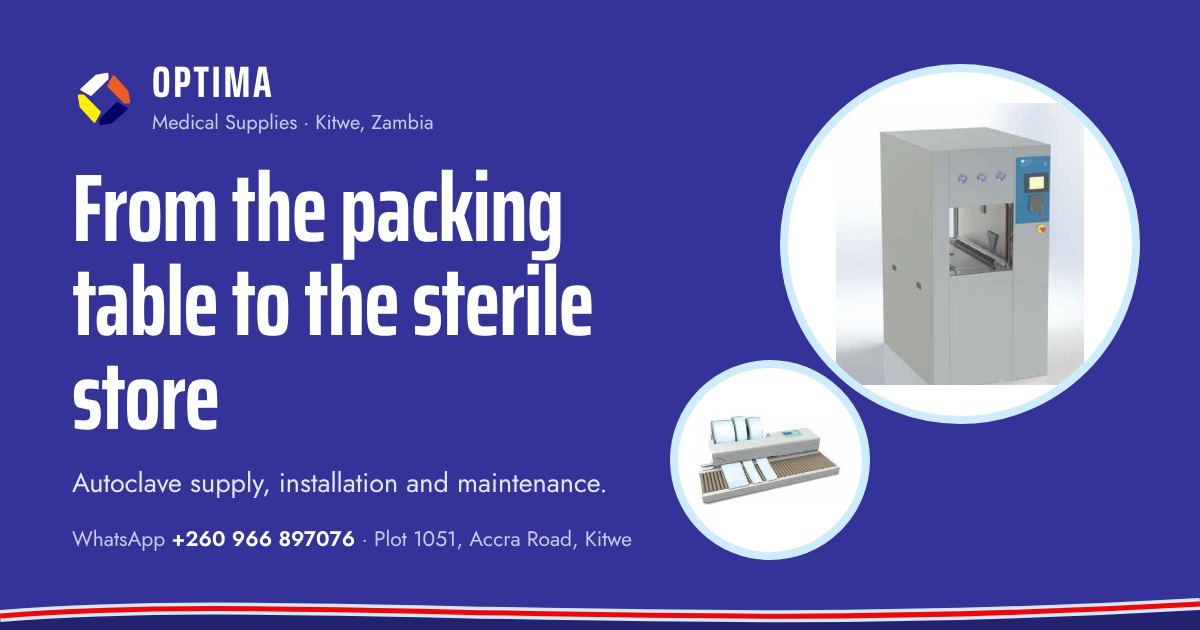 OPTIMA
Medical Supplies · Kitwe, Zambia
From the packing
table to the sterile
store
Autoclave supply, installation and maintenance.
WhatsApp +260 966 897076 · Plot 1051, Accra Road, Kitwe